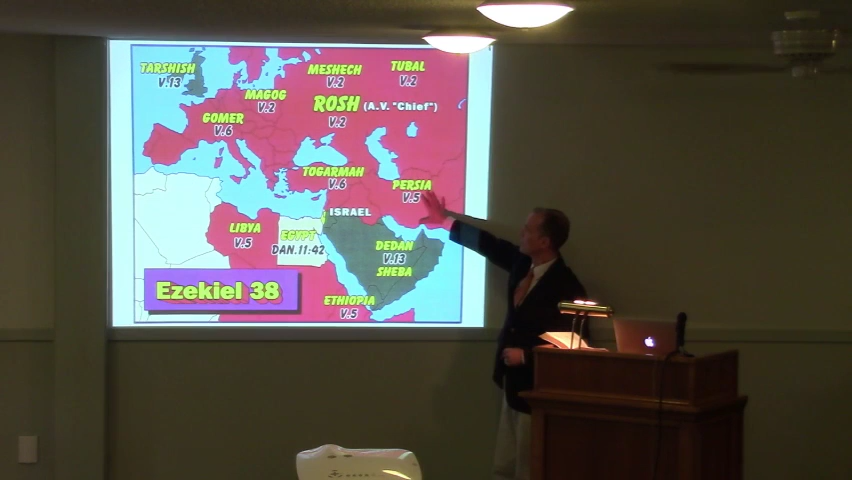 TARSHISH
V.13
MESHECH
V.2
TUBAL
V.2
MAGOG
V.2
ROSH (A.V. "Chief")
V.2
GOMER
V.6
TOGARMAH
V.6
PERSIA
V.5
ISRAEL
LIBYA
V.5
EGYPT
DAN.11:42
DEDAN
V.13
SHEBA
Ezekiel 38
ETHIOPIA
V.5